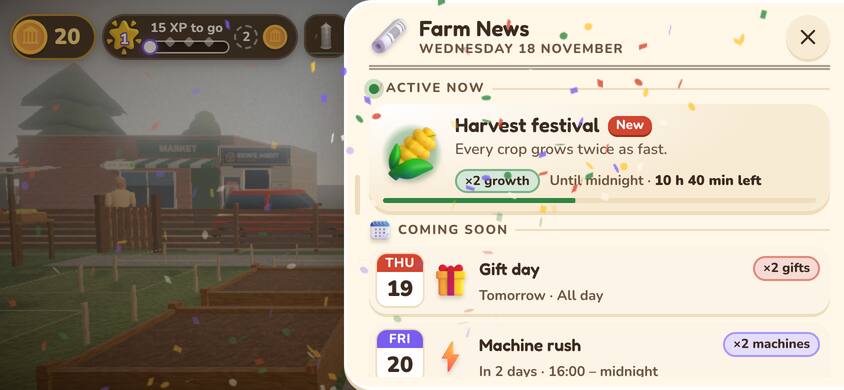 20
1
15 XP to go
2
MARKET
Farm News
WEDNESDAY 18 NOVEMBER
ACTIVE NOW
Harvest festival New
Every crop grows twice as fast.
×2 growth Until midnight · 10 h 40 min left
COMING SOON
THU
19
Gift day
Tomorrow · All day
×2 gifts
FRI
20
Machine rush
In 2 days · 16:00 – midnight
×2 machines